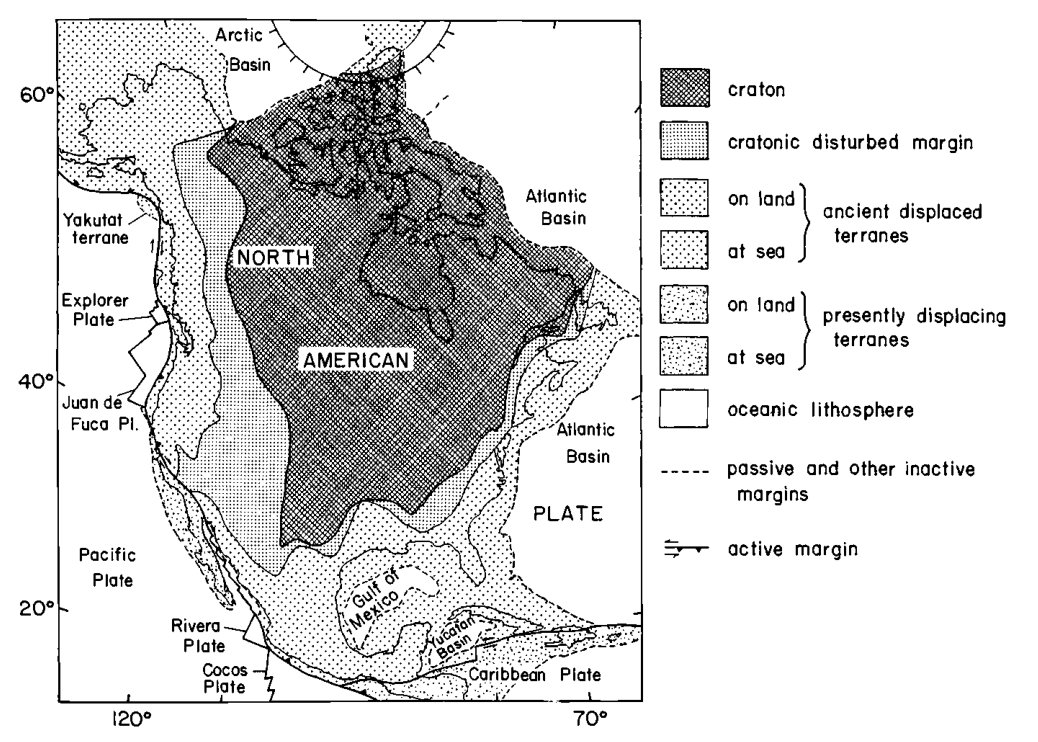 Arctic
Basin
60°
Yakutat
terrane
Atlantic
Basin
NORTH
Explorer
Plate
AMERICAN
40°
Juan de
Fuca Pl.
Atlantic
Basin
PLATE
Pacific
Plate
Gulf of
Mexico
20°
Rivera
Plate
Yucatan
Basin
Cocos
Plate
Caribbean Plate
120°
70°
craton
cratonic disturbed margin
on land
at sea
ancient displaced
terranes
on land
at sea
presently displacing
terranes
oceanic lithosphere
passive and other inactive
margins
active margin